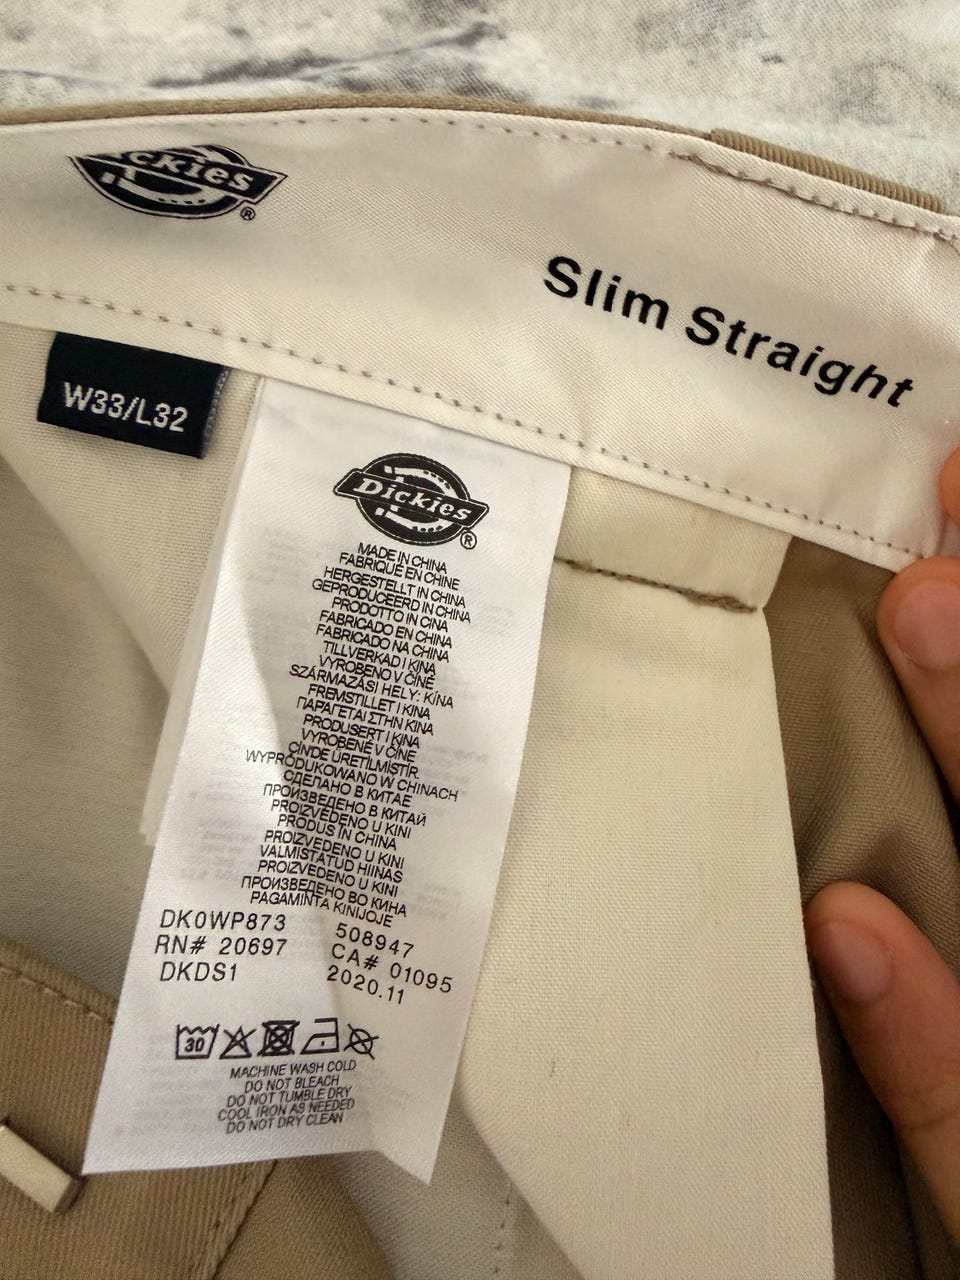 Dickies®
Slim Straight
W33/L32
Dickies®
MADE IN CHINA
FABRIQUÉ EN CHINE
HERGESTELLT IN CHINA
GEPRODUCEERD IN CHINA
PRODOTTO IN CINA
FABRICADO EN CHINA
FABRICADO NA CHINA
TILLVERKAD I KINA
VYROBENO V ČÍNĚ
SZÁRMAZÁSI HELY: KÍNA
FREMSTILLET I KINA
ΠΑΡΑΓΕΤΑΙ ΣΤΗΝ ΚΙΝΑ
PRODUSERT I KINA
VYROBENÉ V ČÍNE
ÇİN'DE ÜRETİLMİŞTİR
WYPRODUKOWANO W CHINACH
СДЕЛАНО В КИТАЕ
ПРОИЗВЕДЕНО В КИТАЙ
PROIZVEDENO U KINI
PRODUS ÎN CHINA
PROIZVEDENO U KINI
VALMISTATUD HIINAS
PROIZVEDENO U KINI
ПРОИЗВЕДЕНО ВО КИНА
PAGAMINTA KINIJOJE
DK0WP873 508947
RN# 20697 CA# 01095
DKDS1 2020.11
30
MACHINE WASH COLD
DO NOT BLEACH
DO NOT TUMBLE DRY
COOL IRON AS NEEDED
DO NOT DRY CLEAN